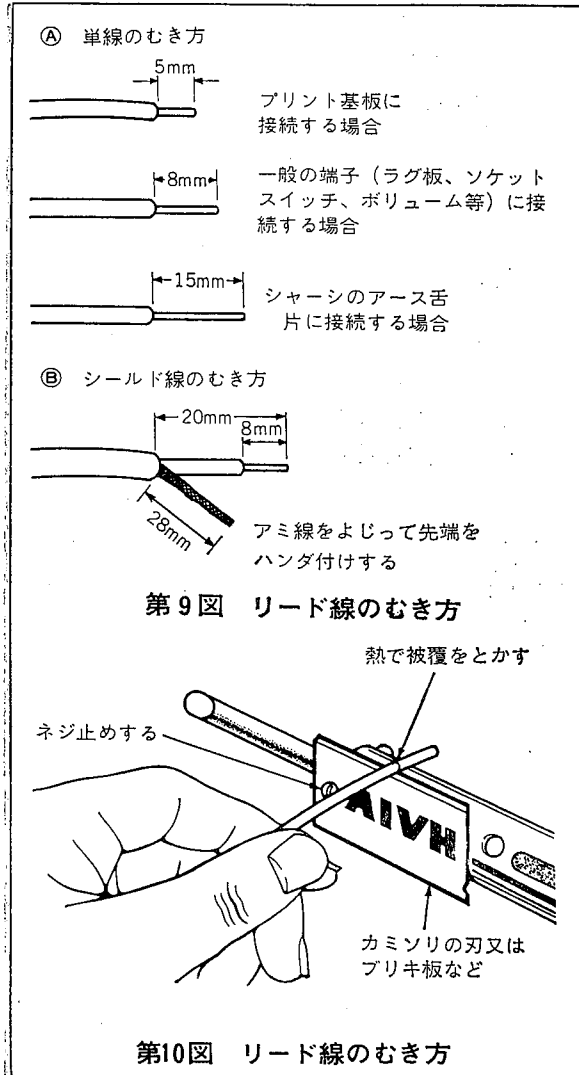 Ⓐ 単線のむき方
5mm
プリント基板に
接続する場合
8mm
一般の端子（ラグ板、ソケット
スイッチ、ボリューム等）に接
続する場合
15mm
シャーシのアース舌
片に接続する場合
Ⓑ シールド線のむき方
20mm
8mm
28mm
アミ線をよじって先端を
ハンダ付けする
第9図 リード線のむき方
熱で被覆をとかす
ネジ止めする
AIVH
カミソリの刃又は
ブリキ板など
第10図 リード線のむき方